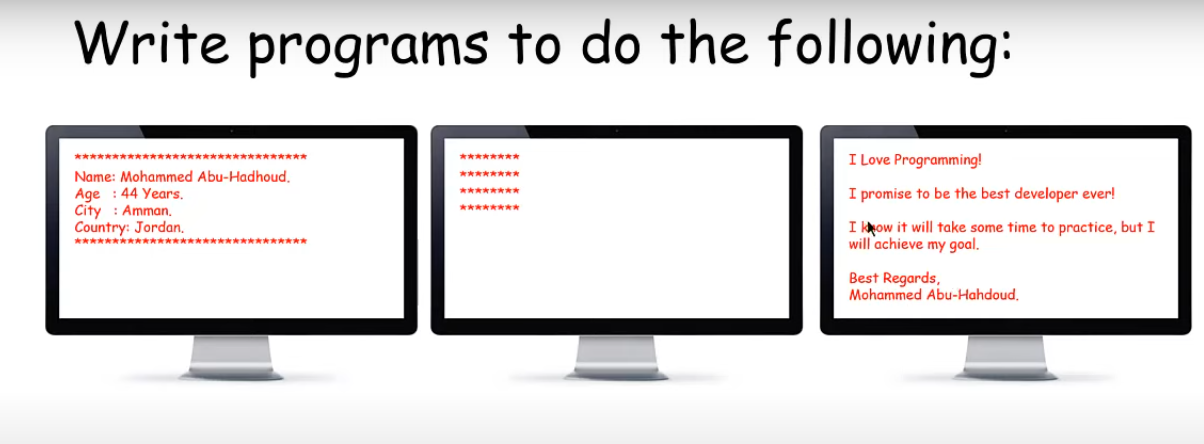 Write programs to do the following:
*******************************
Name: Mohammed Abu-Hadhoud.
Age   : 44 Years.
City   : Amman.
Country: Jordan.
*******************************
********
********
********
********
I Love Programming!
I promise to be the best developer ever!
I know it will take some time to practice, but I
will achieve my goal.
Best Regards,
Mohammed Abu-Hahdoud.